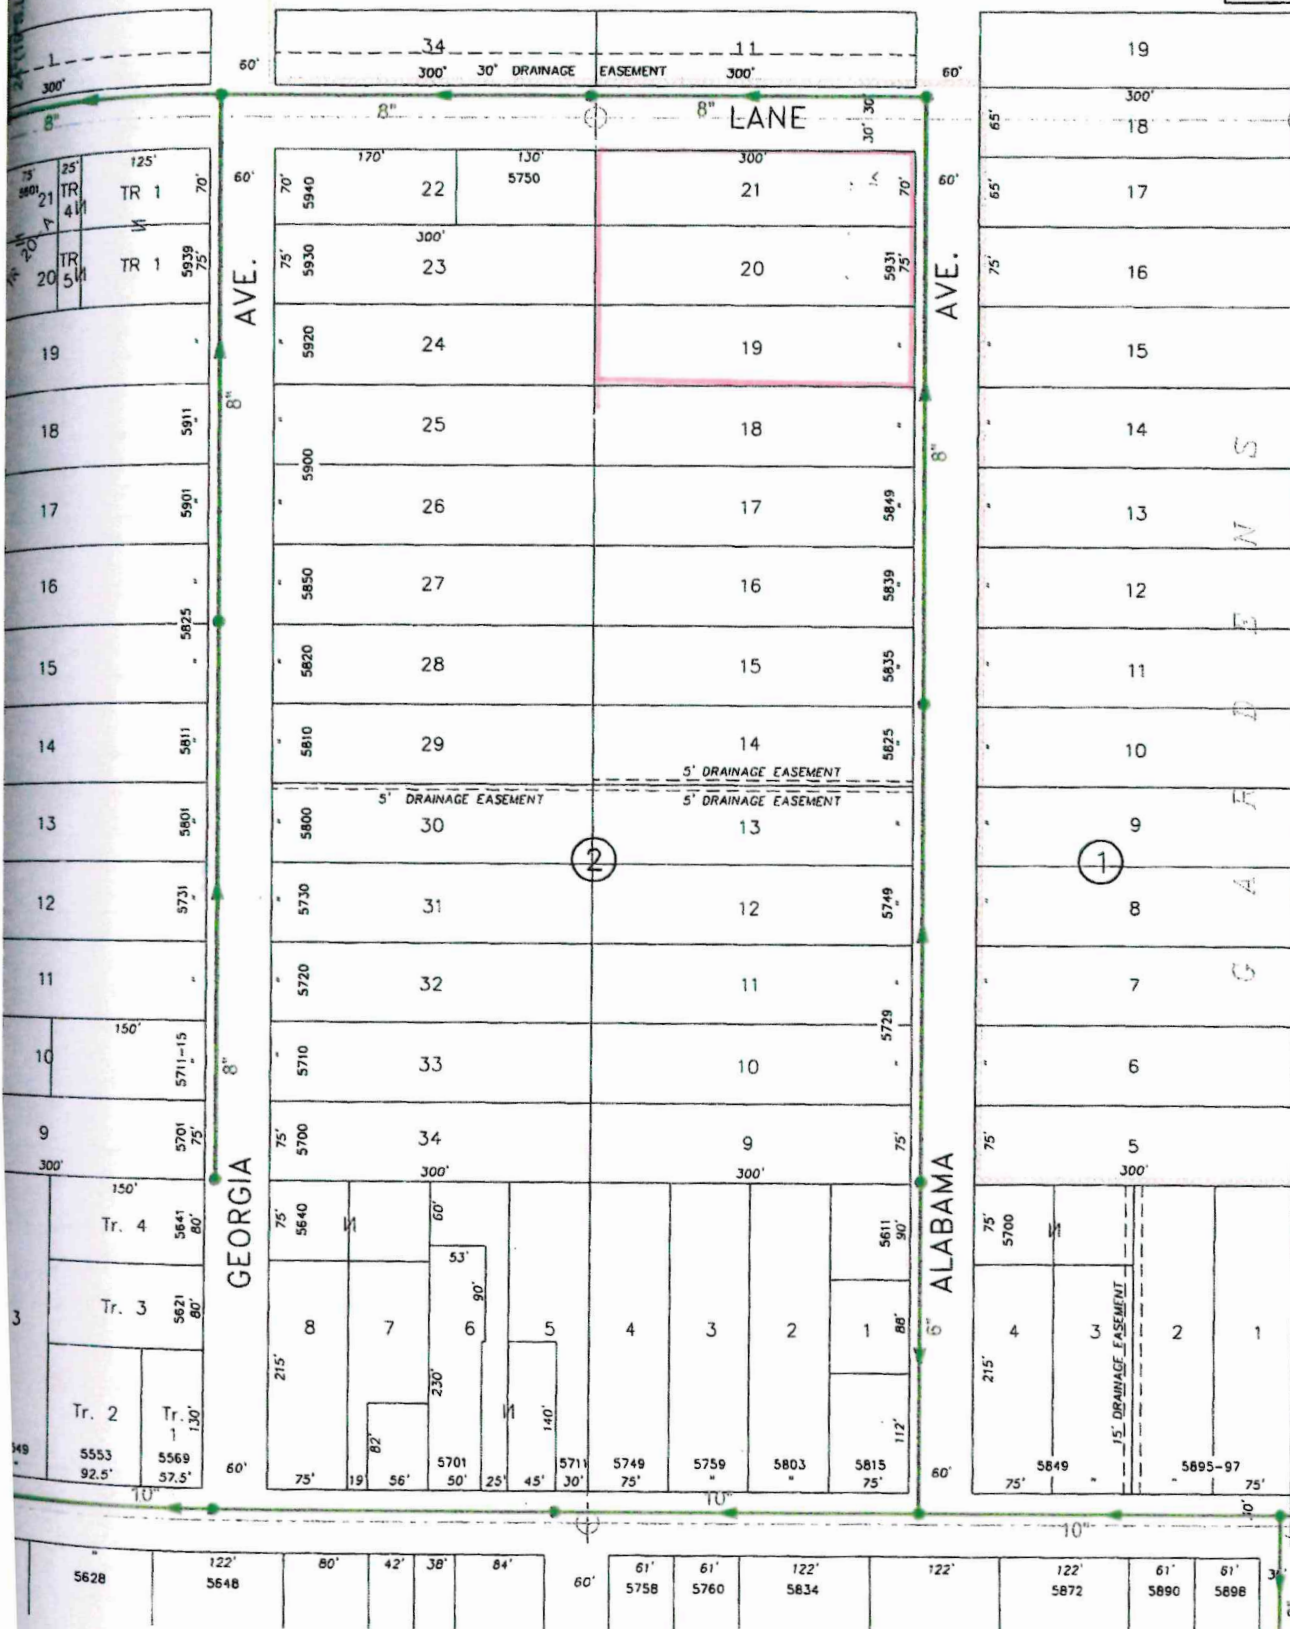 1 34 11 19
60' 60'
300' 300' 30' DRAINAGE EASEMENT 300' 300'
8" 8" 8" LANE 30' 30' 65' 18
75' 25' 125' 170' 130' 300'
21 TR 4 TR 1 70' 60' 70' 5940 22 5750 21 70' 60' 65' 17
300'
20 TR 5 TR 1 5939 75' AVE. 75' 5930 23 20 5931 75' AVE. 75' 16
19 " " 5920 24 19 " " 15
8"
18 5911 " 25 18 " " 14
8" S
5900
17 5901 " " 26 17 5849 " " 13
N
16 " " 5850 27 16 5839 " " 12
5825 E
15 " " 5820 28 15 5835 " " 11
D
14 5811 " " 5810 29 14 5825 " " 10
5' DRAINAGE EASEMENT
5' DRAINAGE EASEMENT 5' DRAINAGE EASEMENT
13 5801 " " 5800 30 13 " " 9
2 1
12 5731 " " 5730 31 12 5749 " " 8
A
11 " " 5720 32 11 " " 7
G
150' 5729
10 5711-15 " 8" " 5710 33 10 " " 6
9 5701 75' 75' 5700 34 9 75' 75' 5
300' 300' 300' 300'
150' GEORGIA ALABAMA
Tr. 4 5641 80' 75' 5640 60' 5611 90' 75' 5700
53'
90'
3 Tr. 3 5621 80' 8 7 6 5 4 3 2 1 88' 6" 4 3 15' DRAINAGE EASEMENT 2 1
215' 230' 215'
Tr. 2 Tr. 1 130' 82' 140' 112'
5553 5569 60' 5701 5711 5749 5759 5803 5815 60' 5849 " " 5895-97
92.5' 57.5' 75' 19' 56' 50' 25' 45' 30' 75' " " 75' 75' 75'
10" 10" 10" 30'
" 122' 80' 42' 38' 84' 60' 61' 61' 122' 122' 122' 61' 61'
5628 5648 5758 5760 5834 5872 5890 5898